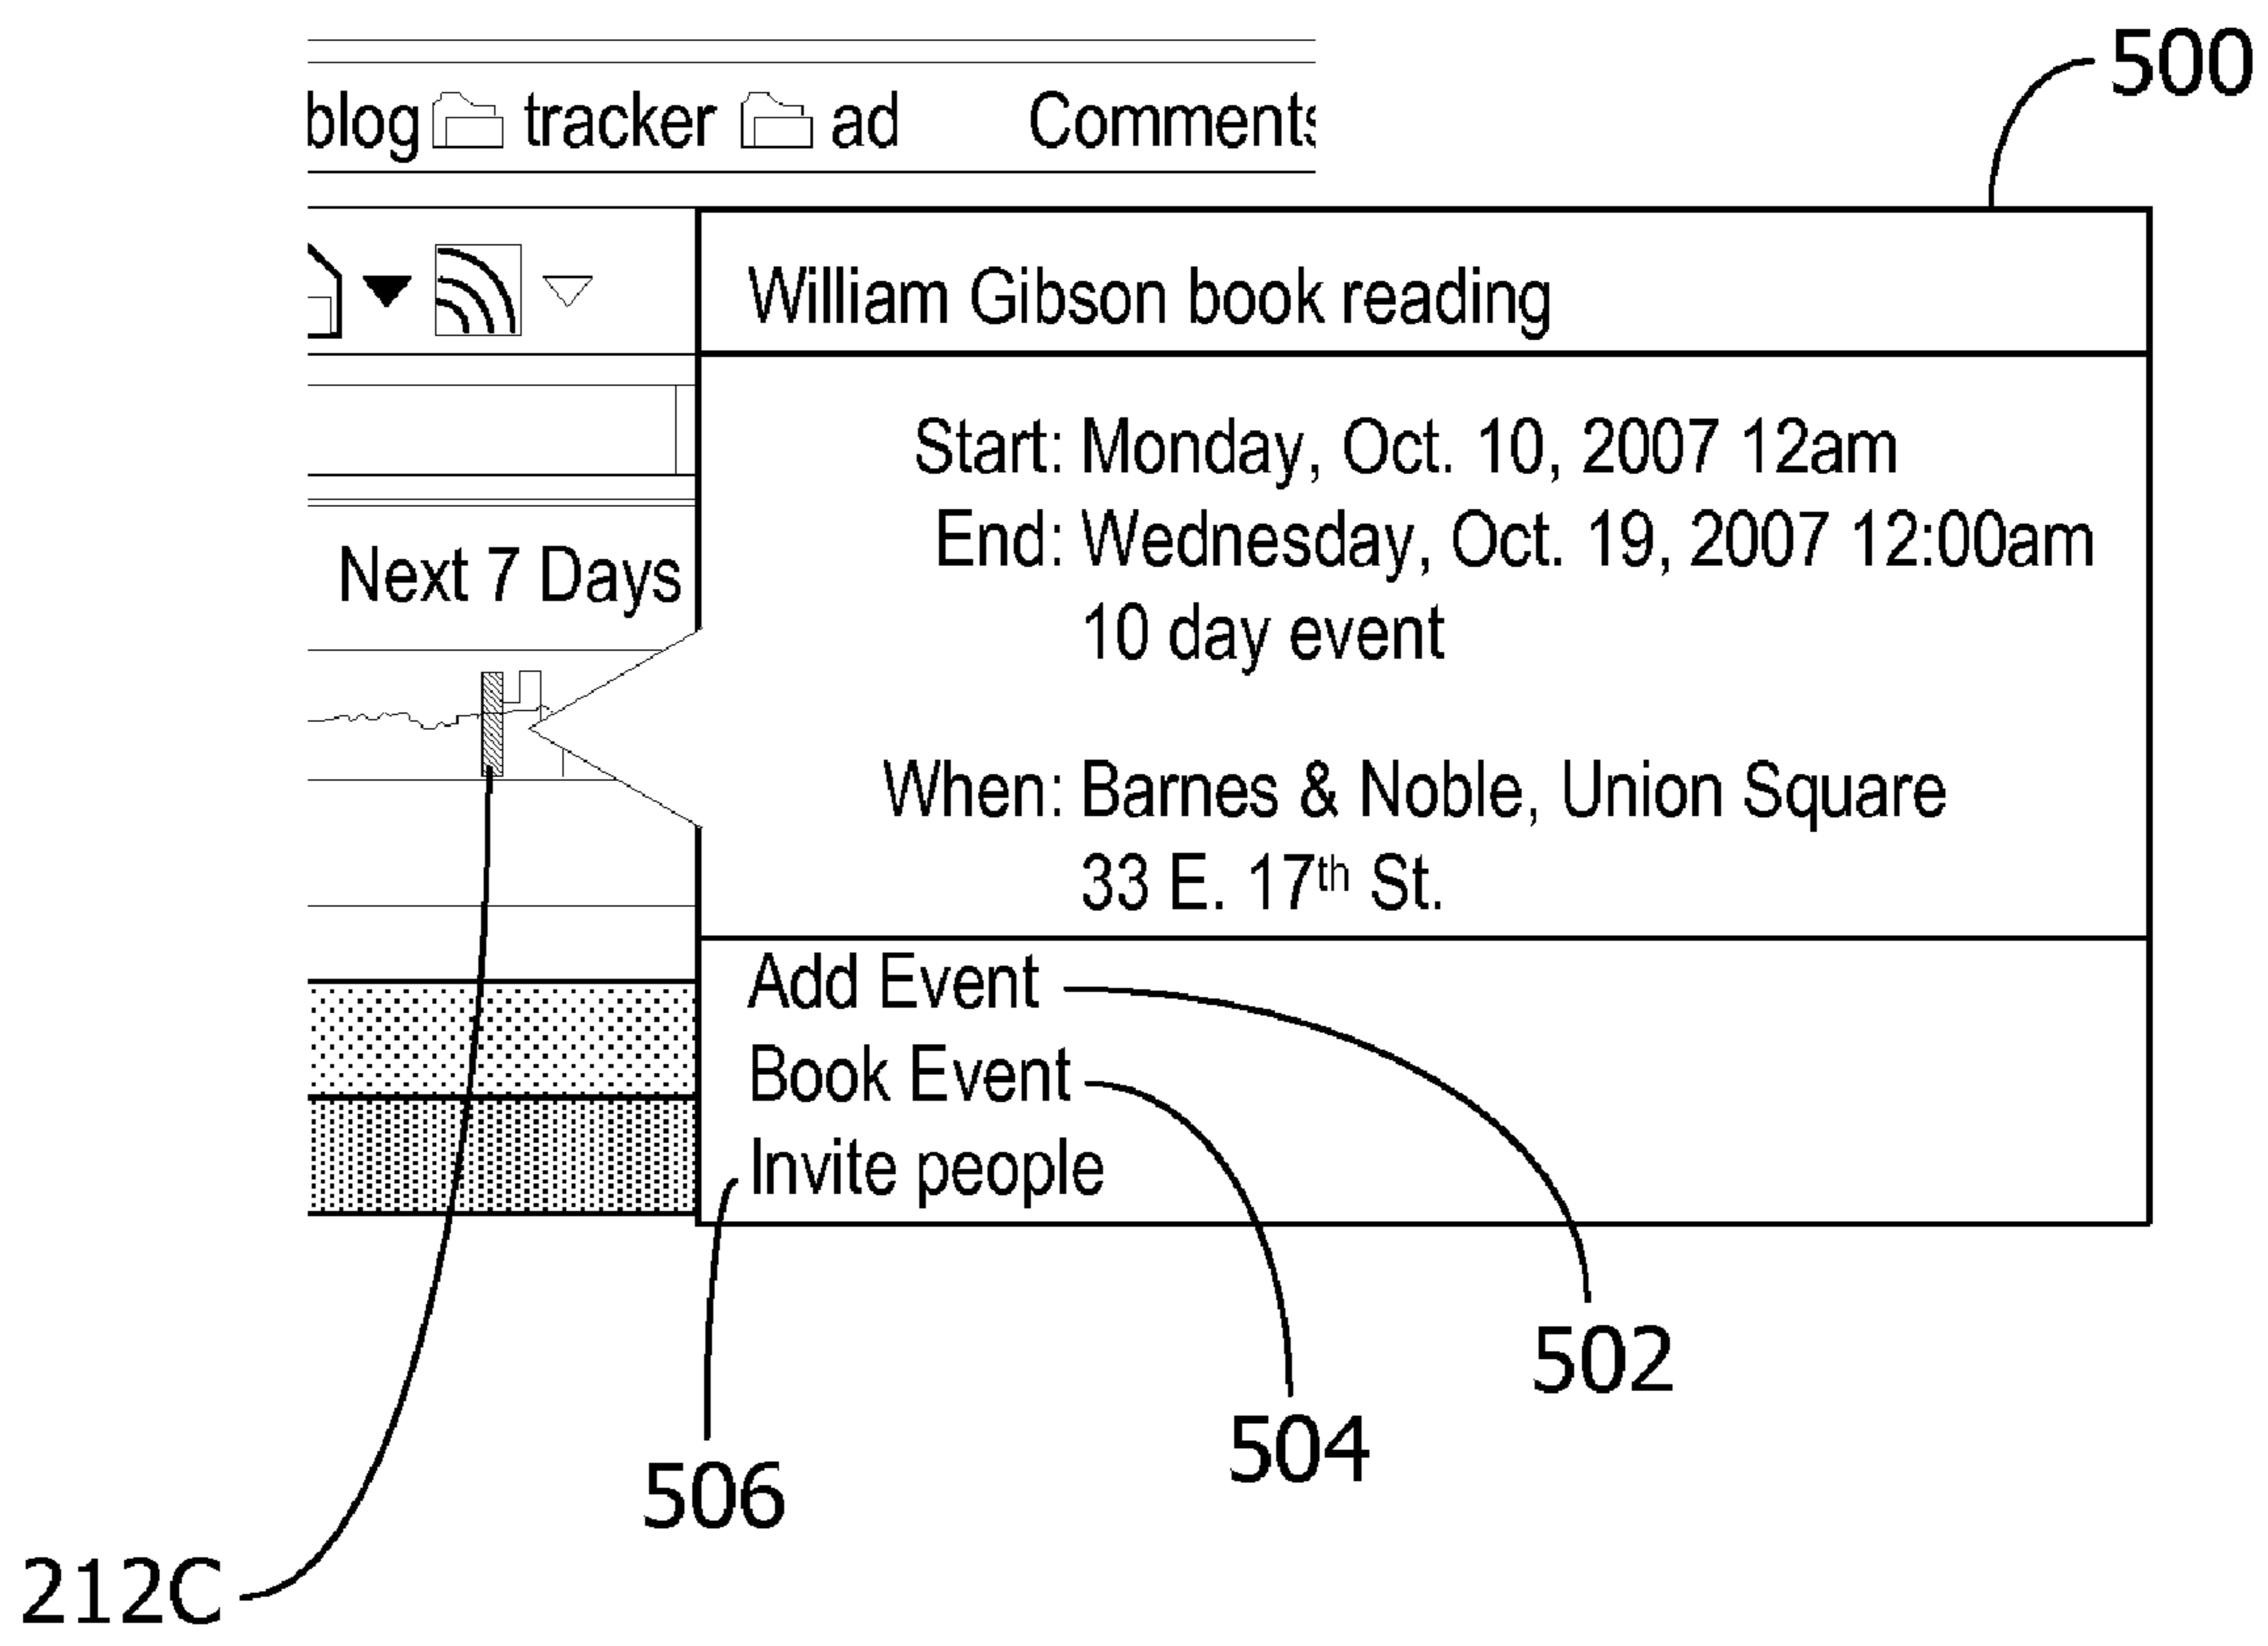 500
blog tracker ad Comments
William Gibson book reading
Start: Monday, Oct. 10, 2007 12am
End: Wednesday, Oct. 19, 2007 12:00am
Next 7 Days
10 day event
When: Barnes & Noble, Union Square
33 E. 17th St.
Add Event
Book Event
Invite people
502
504
506
212C